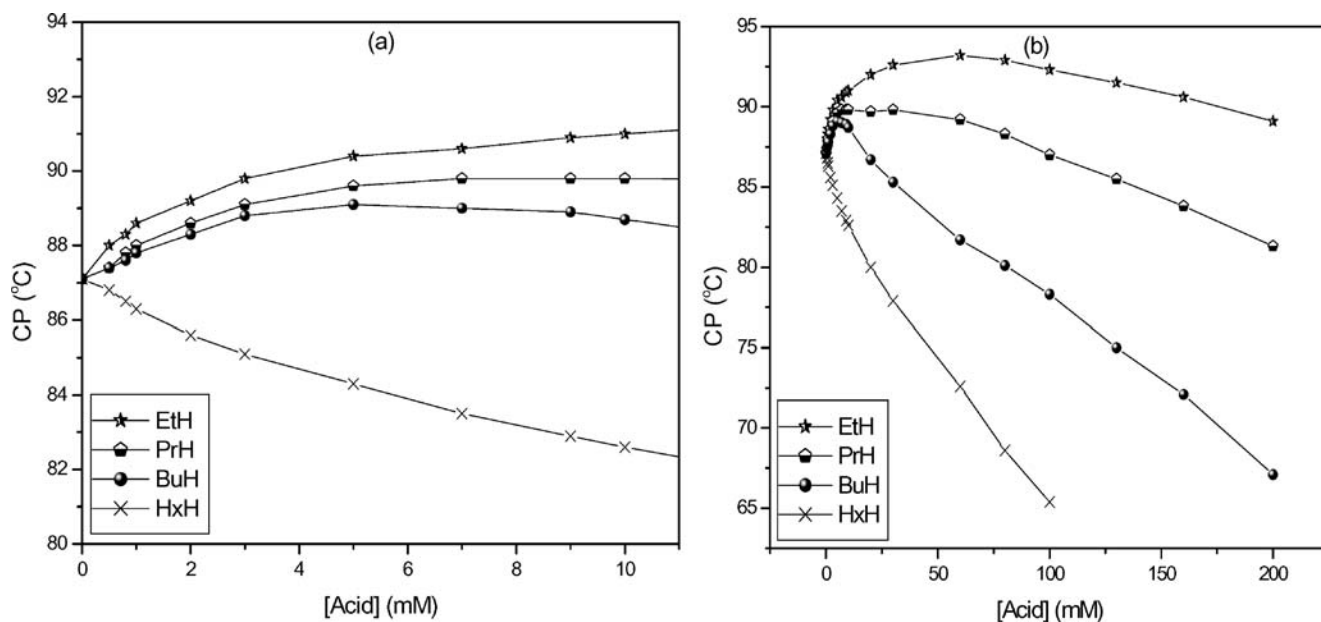 (a)
94
92
90
88
86
84
82
80
CP (°C)
EtH
PrH
BuH
HxH
0 2 4 6 8 10
[Acid] (mM)
(b)
95
90
85
80
75
70
65
CP (°C)
EtH
PrH
BuH
HxH
0 50 100 150 200
[Acid] (mM)